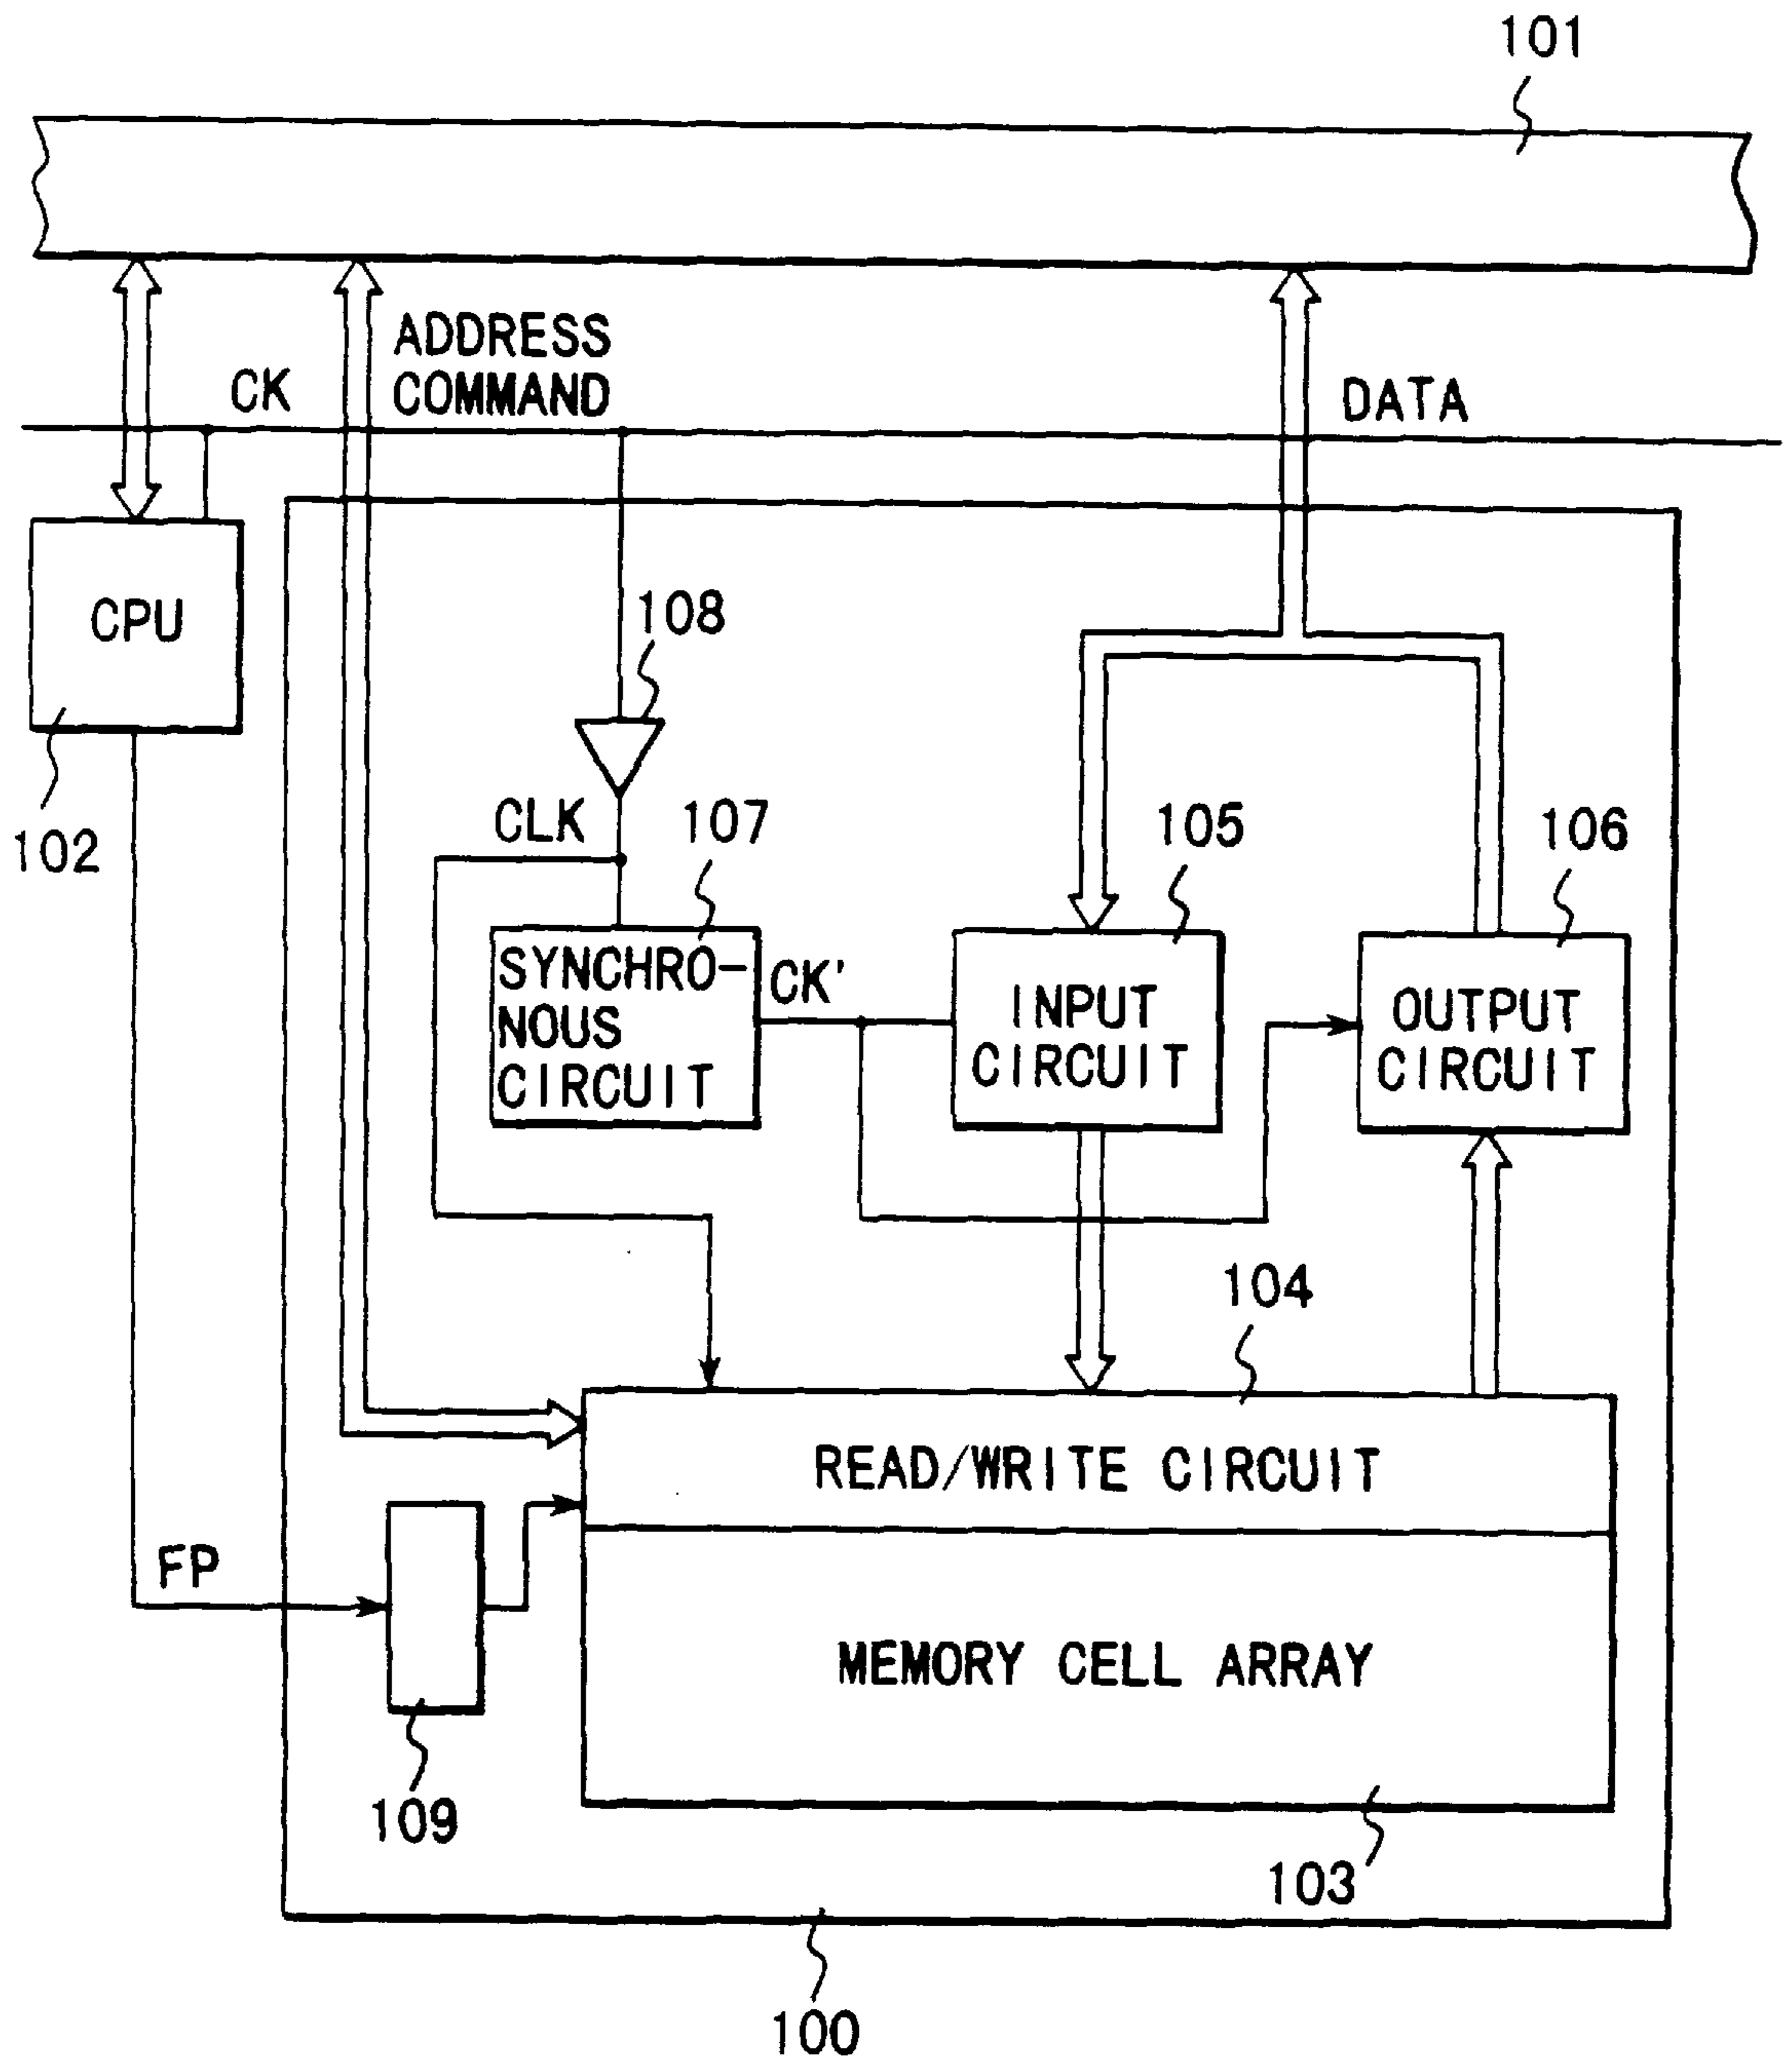 101
ADDRESS
COMMAND
CK
DATA
CPU
108
102
CLK
107
105
106
SYNCHRO-
NOUS
CIRCUIT
CK'
INPUT
CIRCUIT
OUTPUT
CIRCUIT
104
READ/WRITE CIRCUIT
FP
MEMORY CELL ARRAY
109
103
100